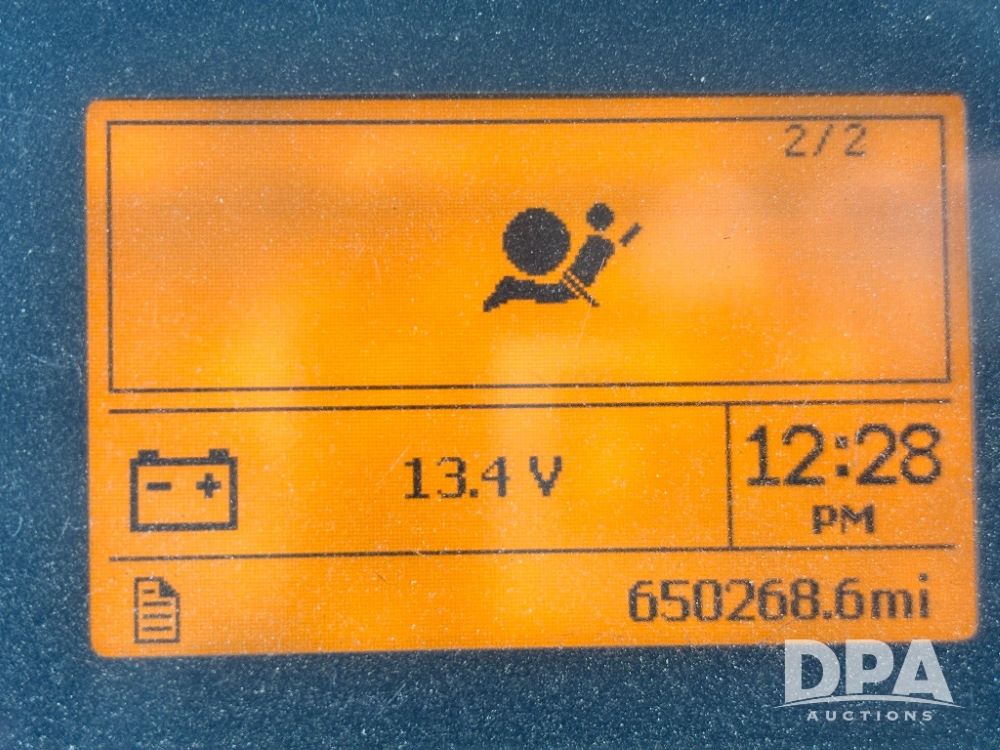 2/2
13.4 V
12:28
PM
650268.6mi
DPA
AUCTIONS